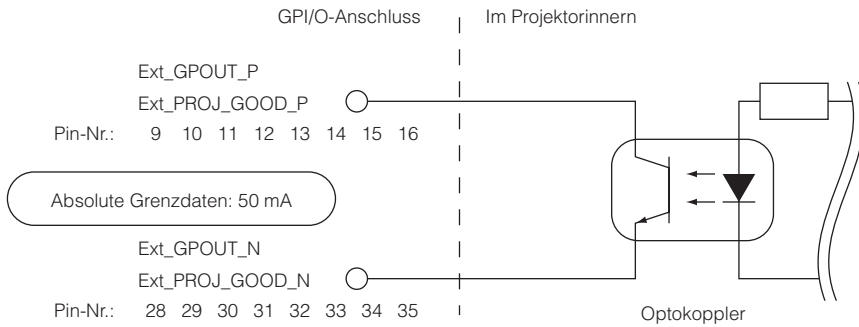 GPI/O-Anschluss
Im Projektorinnern
Ext_GPOUT_P
Ext_PROJ_GOOD_P
Pin-Nr.: 9 10 11 12 13 14 15 16
Absolute Grenzdaten: 50 mA
Ext_GPOUT_N
Ext_PROJ_GOOD_N
Pin-Nr.: 28 29 30 31 32 33 34 35
Optokoppler